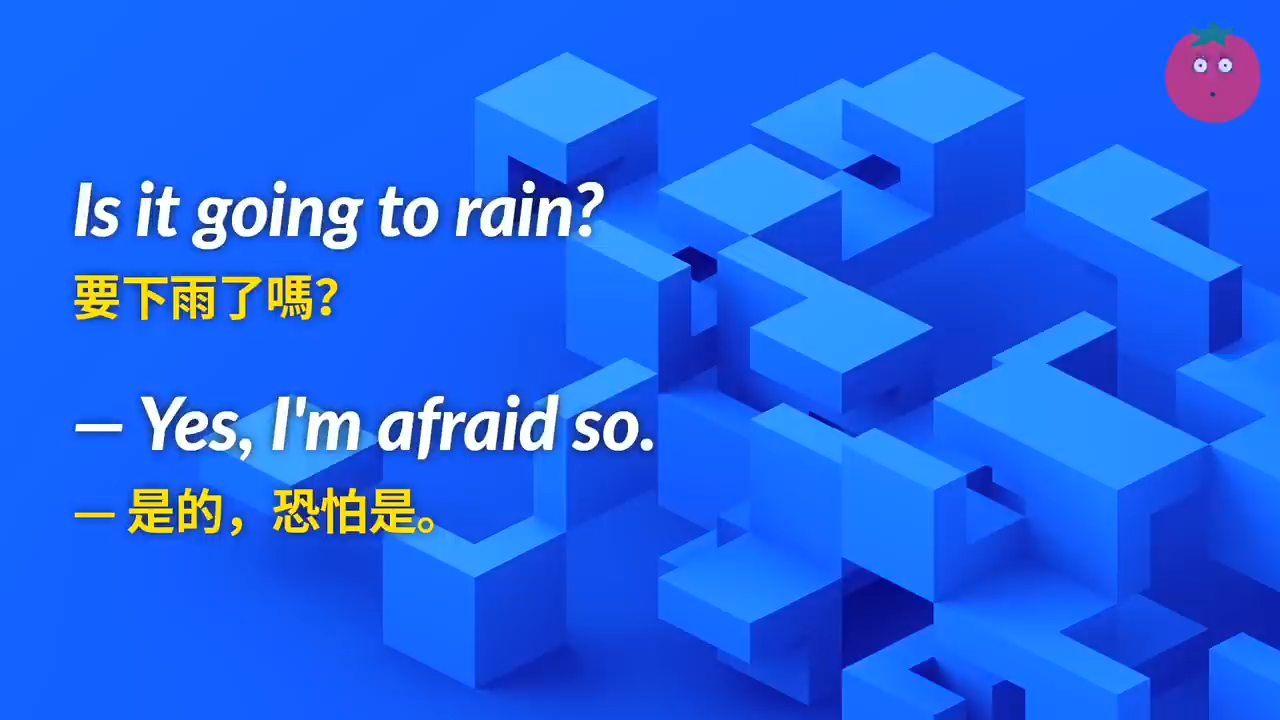 Is it going to rain?
要下雨了嗎?
— Yes, I'm afraid so.
— 是的，恐怕是。